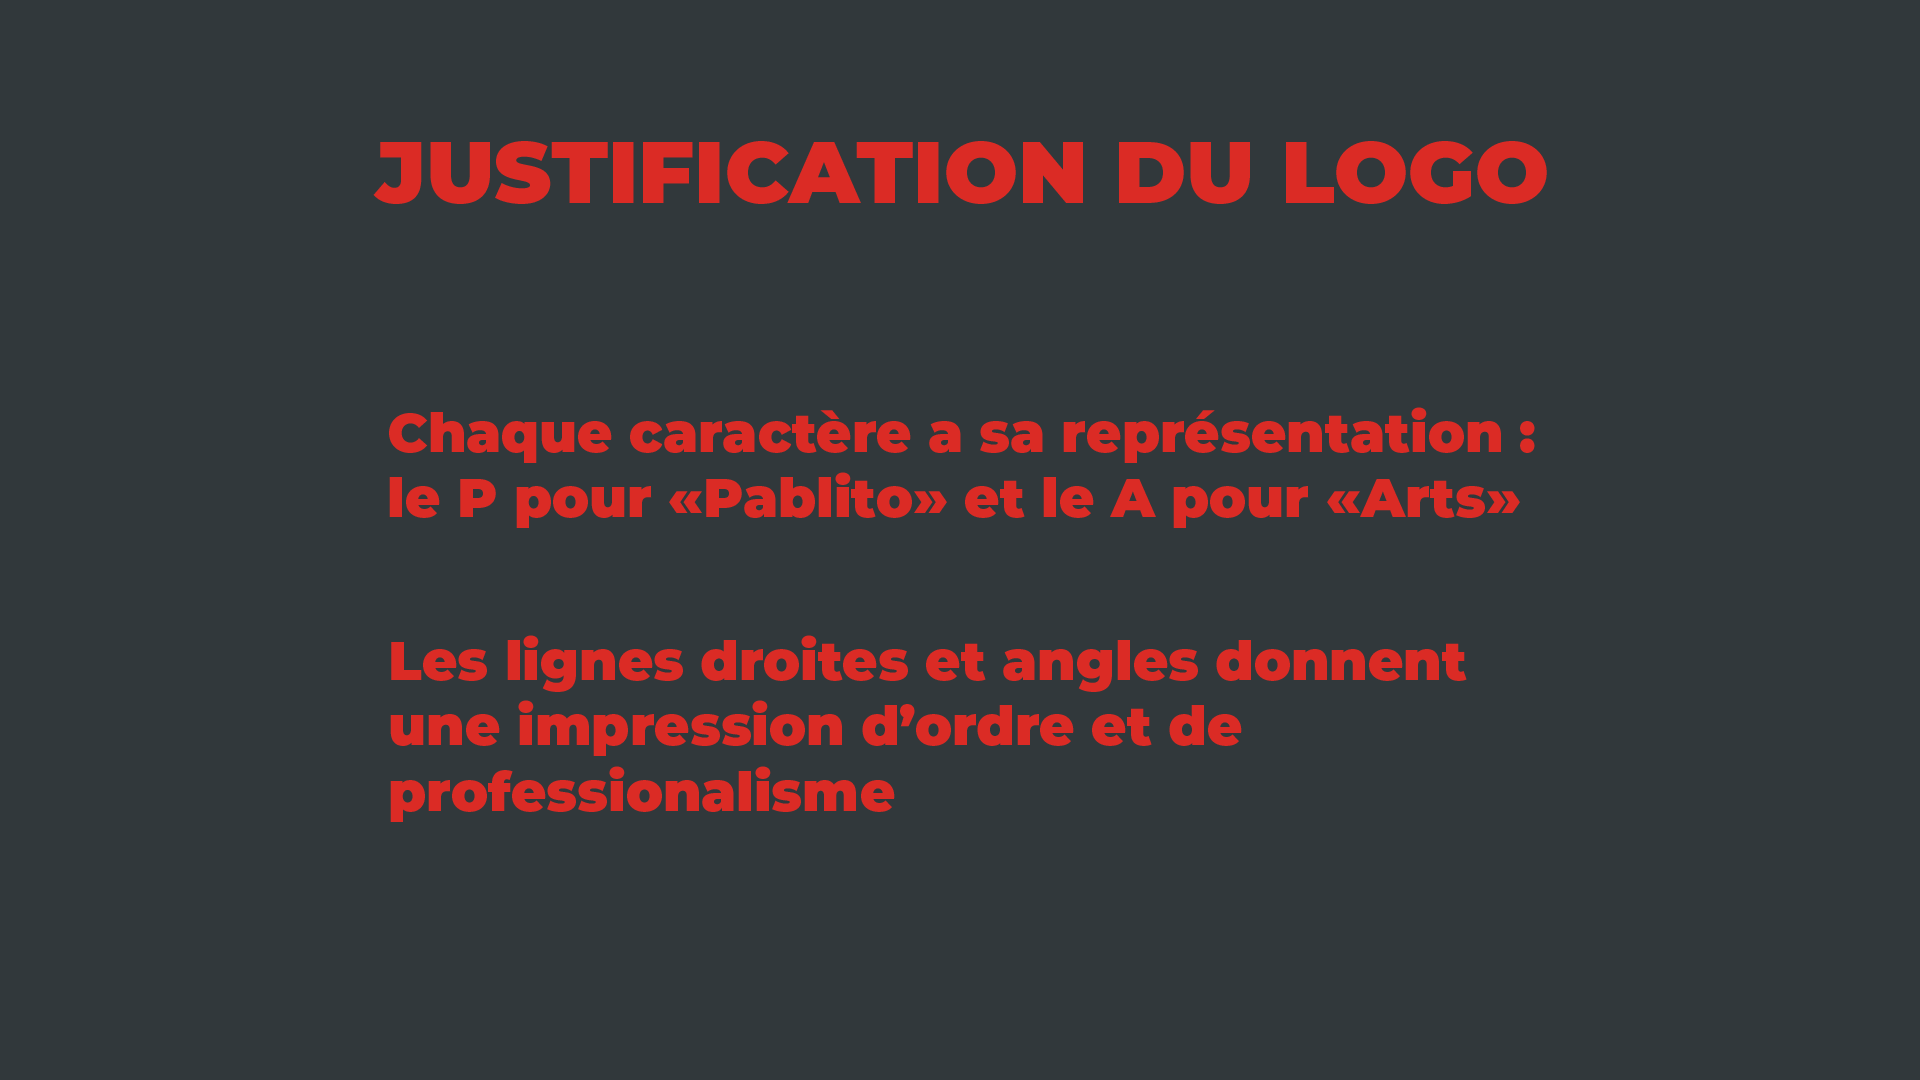 JUSTIFICATION DU LOGO
Chaque caractère a sa représentation :
le P pour «Pablito» et le A pour «Arts»
Les lignes droites et angles donnent
une impression d’ordre et de
professionalisme